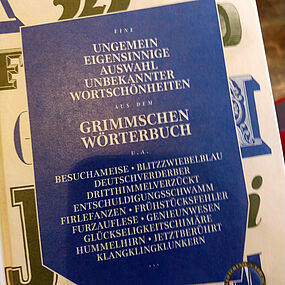 EINE
UNGEMEIN
EIGENSINNIGE
AUSWAHL
UNBEKANNTER
WORTSCHÖNHEITEN
AUS DEM
GRIMMSCHEN
WÖRTERBUCH
U. A.
BESUCHAMEISE • BLITZZWIEBELBLAU
DEUTSCHVERDERBER
DRITTHIMMELVERZÜCKT
ENTSCHULDIGUNGSSCHWAMM
FIRLEFANZEN • FRÜHSTÜCKSFEHLER
FURZAUFLESE • GENIEUNWESEN
GLÜCKSELIGKEITSCHIMÄRE
HUMMELHIRN • JETZTBERÜHRT
KLANGKLINGKLUNKERN
...